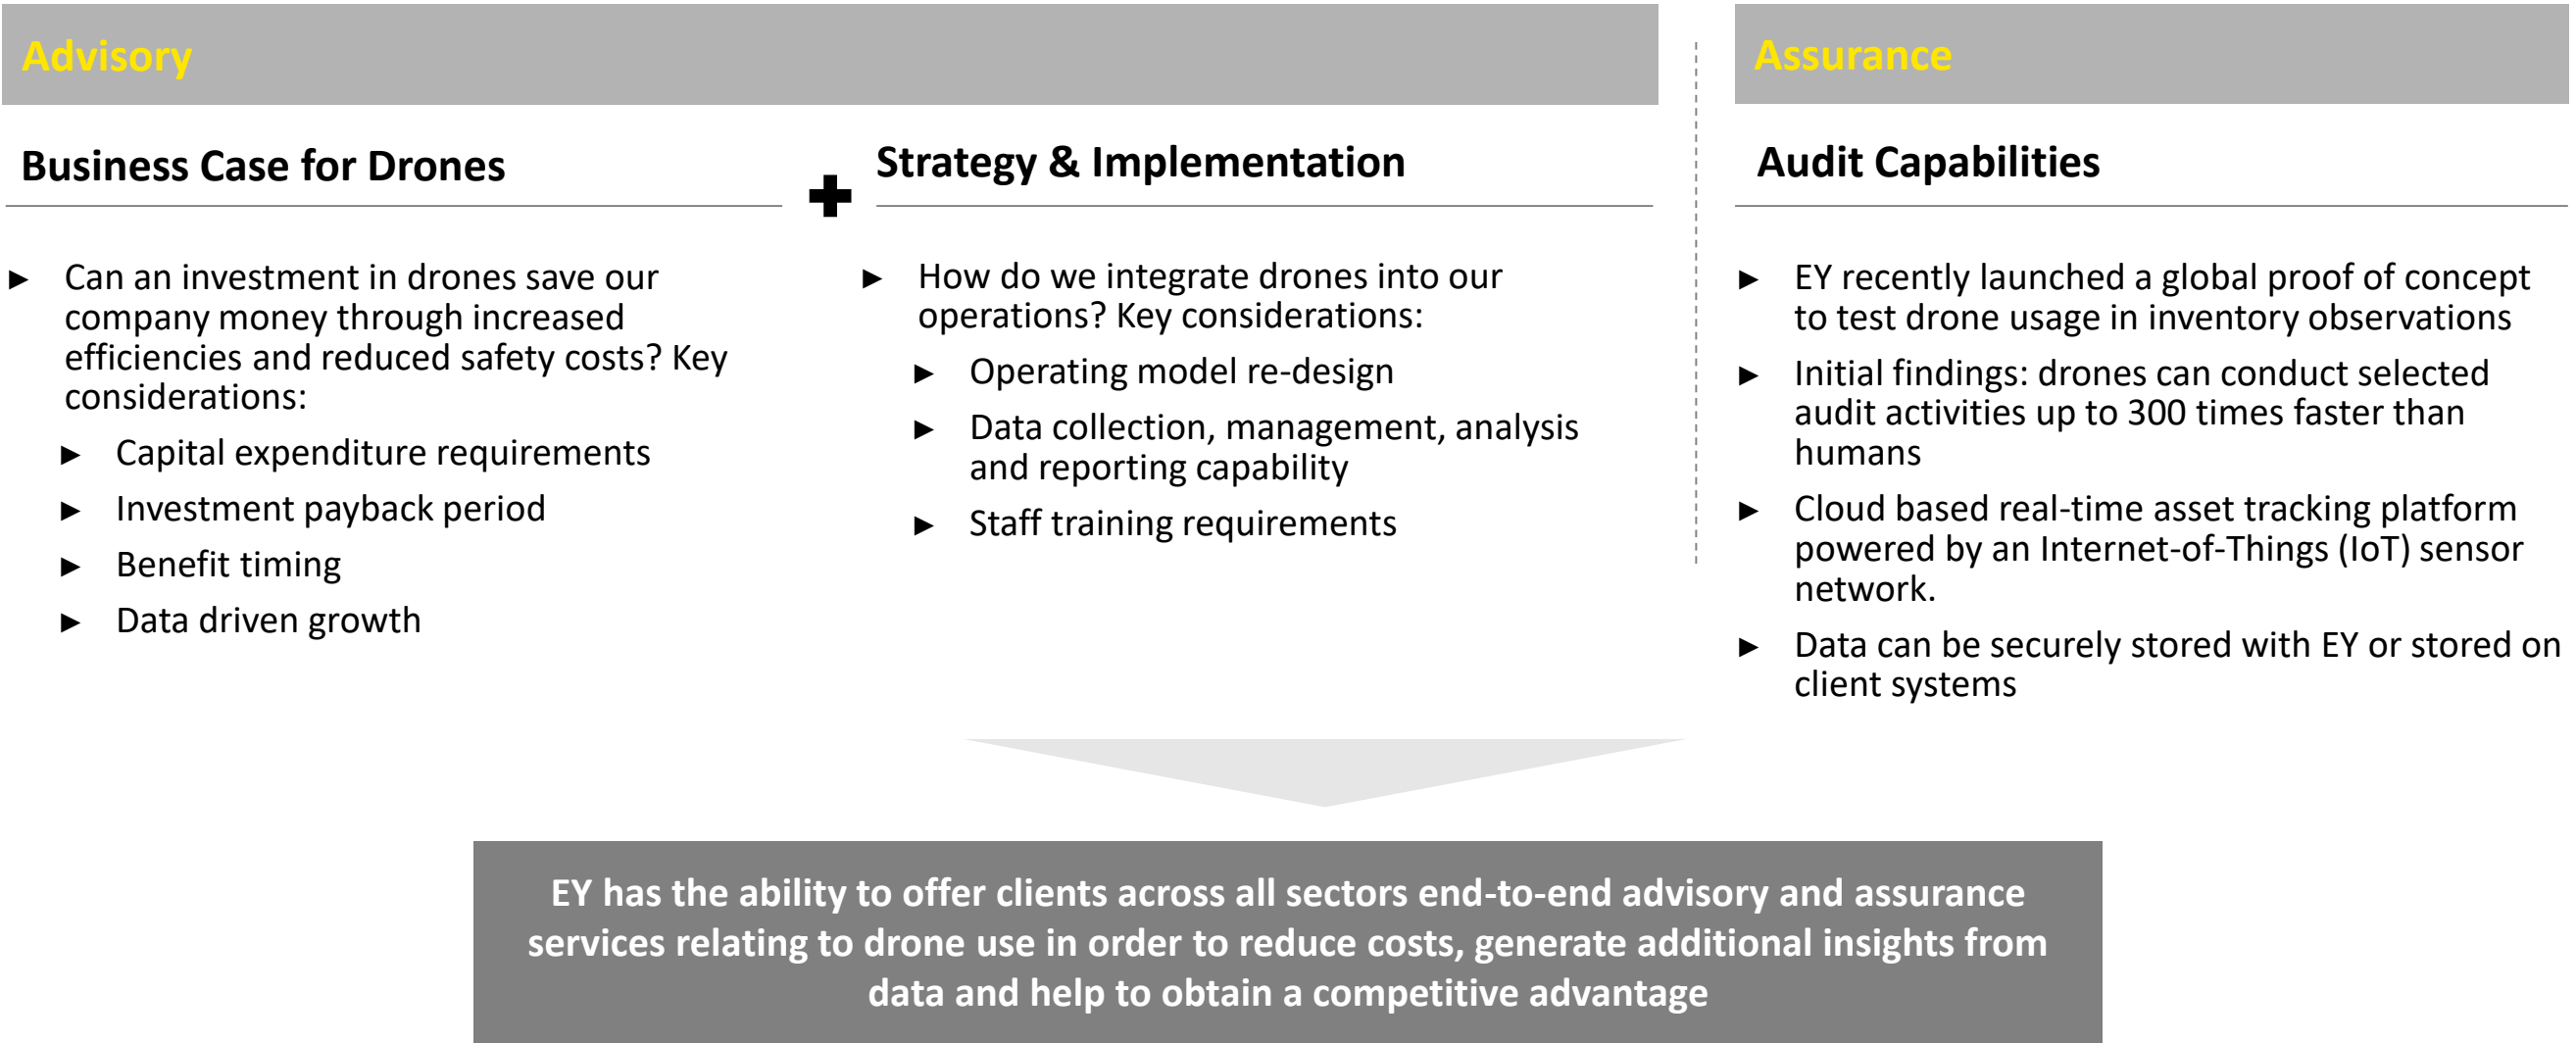 Advisory
Business Case for Drones
► Can an investment in drones save our
company money through increased
efficiencies and reduced safety costs? Key
considerations:
► Capital expenditure requirements
► Investment payback period
► Benefit timing
► Data driven growth
Strategy & Implementation
► How do we integrate drones into our
operations? Key considerations:
► Operating model re-design
► Data collection, management, analysis
and reporting capability
► Staff training requirements
Assurance
Audit Capabilities
► EY recently launched a global proof of concept
to test drone usage in inventory observations
► Initial findings: drones can conduct selected
audit activities up to 300 times faster than
humans
► Cloud based real-time asset tracking platform
powered by an Internet-of-Things (IoT) sensor
network.
► Data can be securely stored with EY or stored on
client systems
EY has the ability to offer clients across all sectors end-to-end advisory and assurance
services relating to drone use in order to reduce costs, generate additional insights from
data and help to obtain a competitive advantage